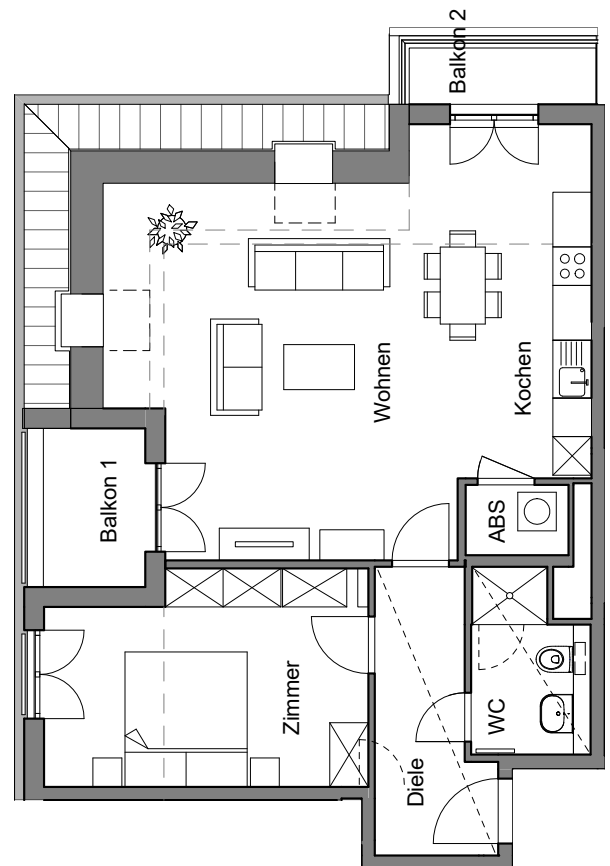 Balkon 2
Wohnen
Kochen
Balkon 1
ABS
Zimmer
WC
Diele